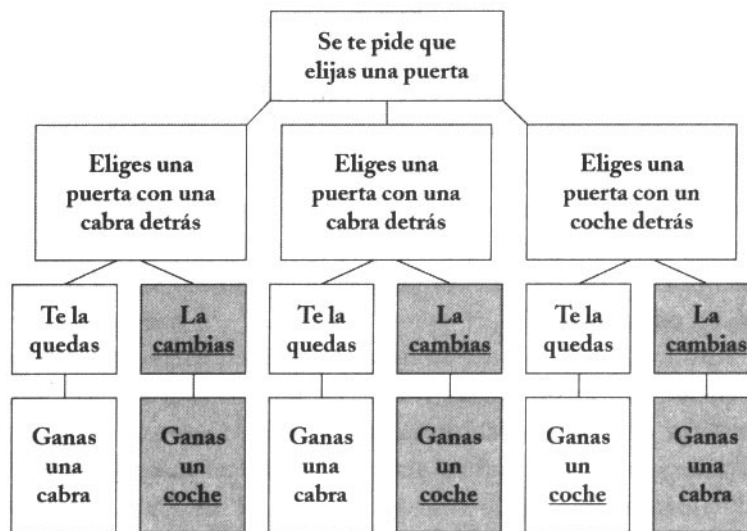 Se te pide que
elijas una puerta
Eliges una
puerta con una
cabra detrás
Eliges una
puerta con una
cabra detrás
Eliges una
puerta con un
coche detrás
Te la
quedas
La
cambias
Te la
quedas
La
cambias
Te la
quedas
La
cambias
Ganas
una
cabra
Ganas
un
coche
Ganas
una
cabra
Ganas
un
coche
Ganas
un
coche
Ganas
una
cabra